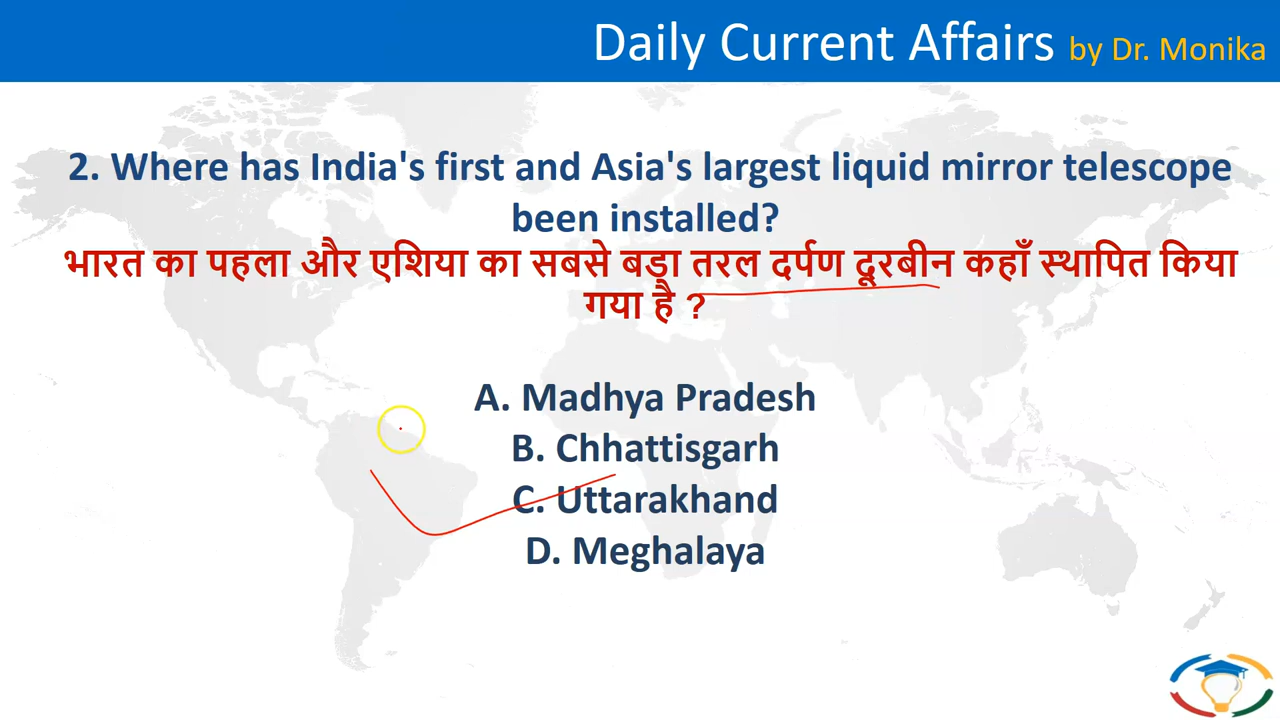 Daily Current Affairs by Dr. Monika
2. Where has India's first and Asia's largest liquid mirror telescope
been installed?
भारत का पहला और एशिया का सबसे बड़ा तरल दर्पण दूरबीन कहाँ स्थापित किया
गया है ?
A. Madhya Pradesh
B. Chhattisgarh
C. Uttarakhand
D. Meghalaya